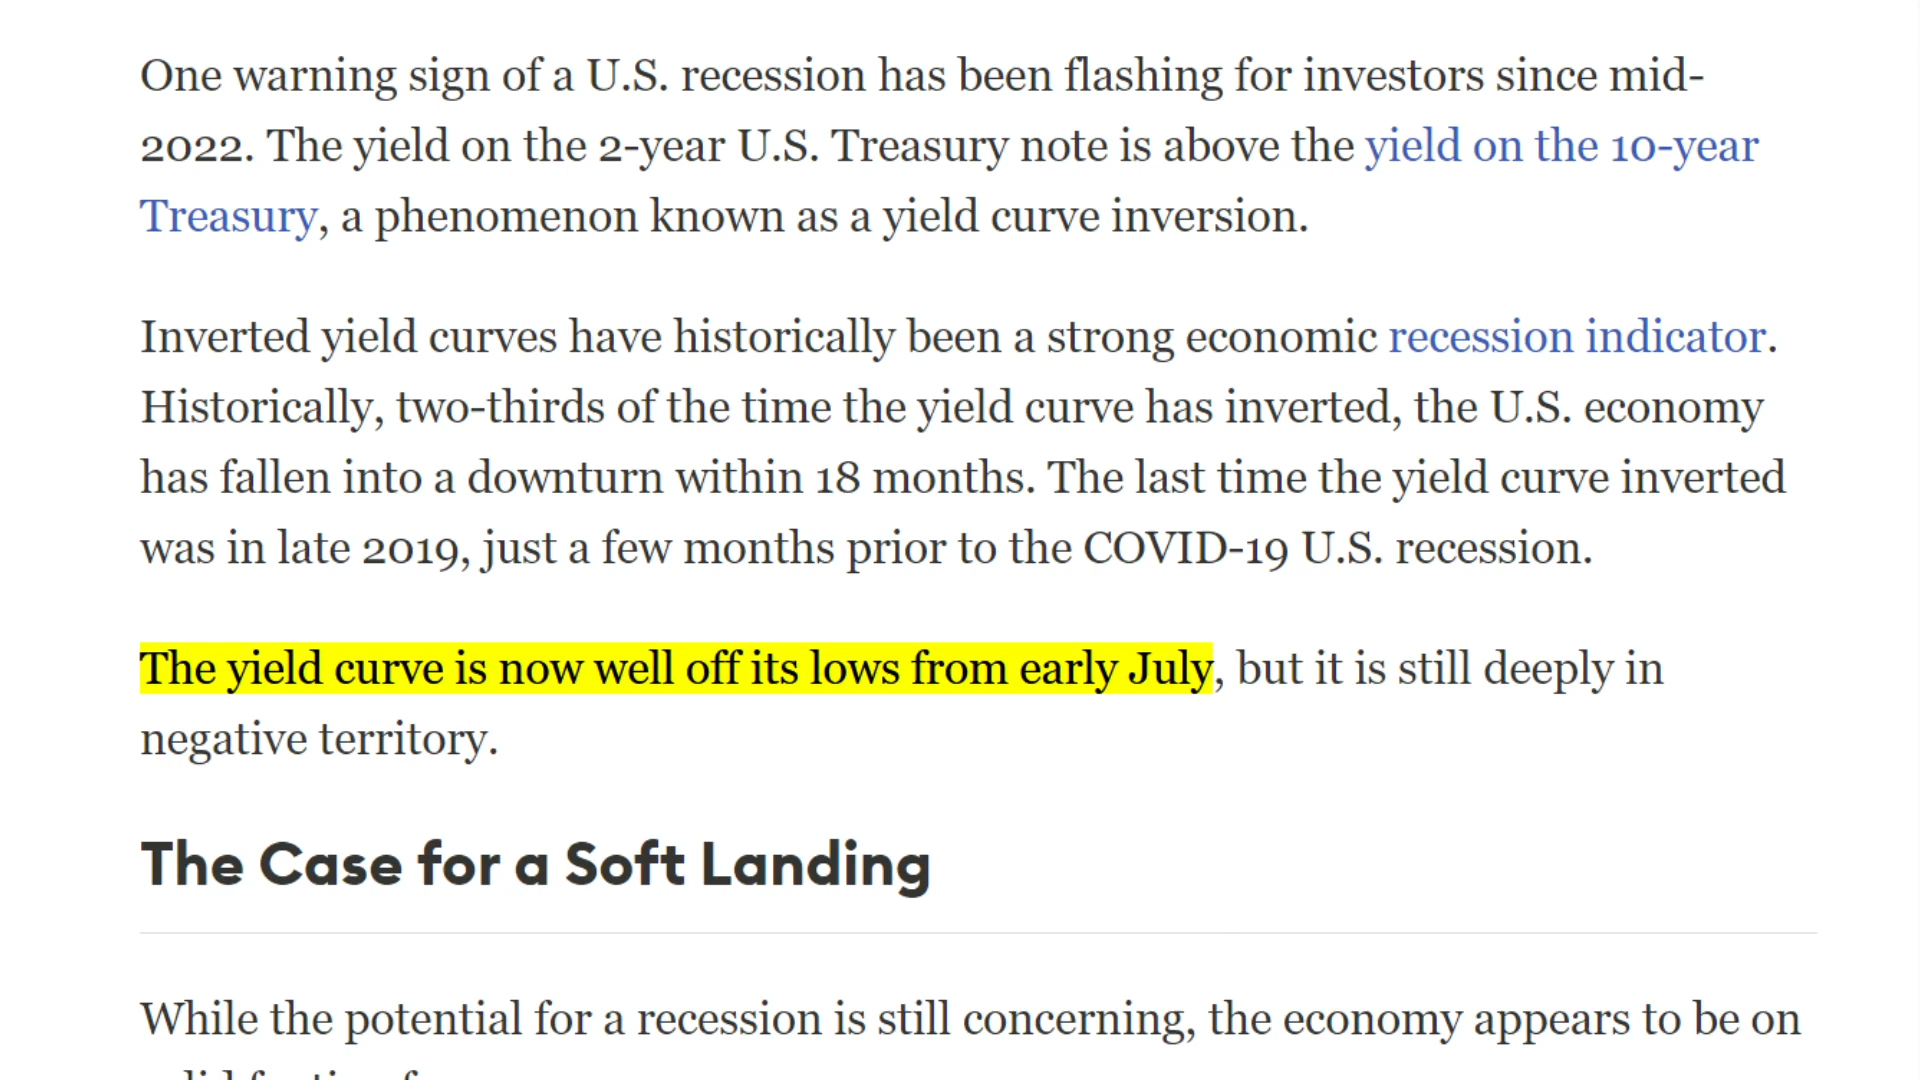 One warning sign of a U.S. recession has been flashing for investors since mid-
2022. The yield on the 2-year U.S. Treasury note is above the yield on the 10-year
Treasury, a phenomenon known as a yield curve inversion.
Inverted yield curves have historically been a strong economic recession indicator.
Historically, two-thirds of the time the yield curve has inverted, the U.S. economy
has fallen into a downturn within 18 months. The last time the yield curve inverted
was in late 2019, just a few months prior to the COVID-19 U.S. recession.
The yield curve is now well off its lows from early July, but it is still deeply in
negative territory.
The Case for a Soft Landing
While the potential for a recession is still concerning, the economy appears to be on